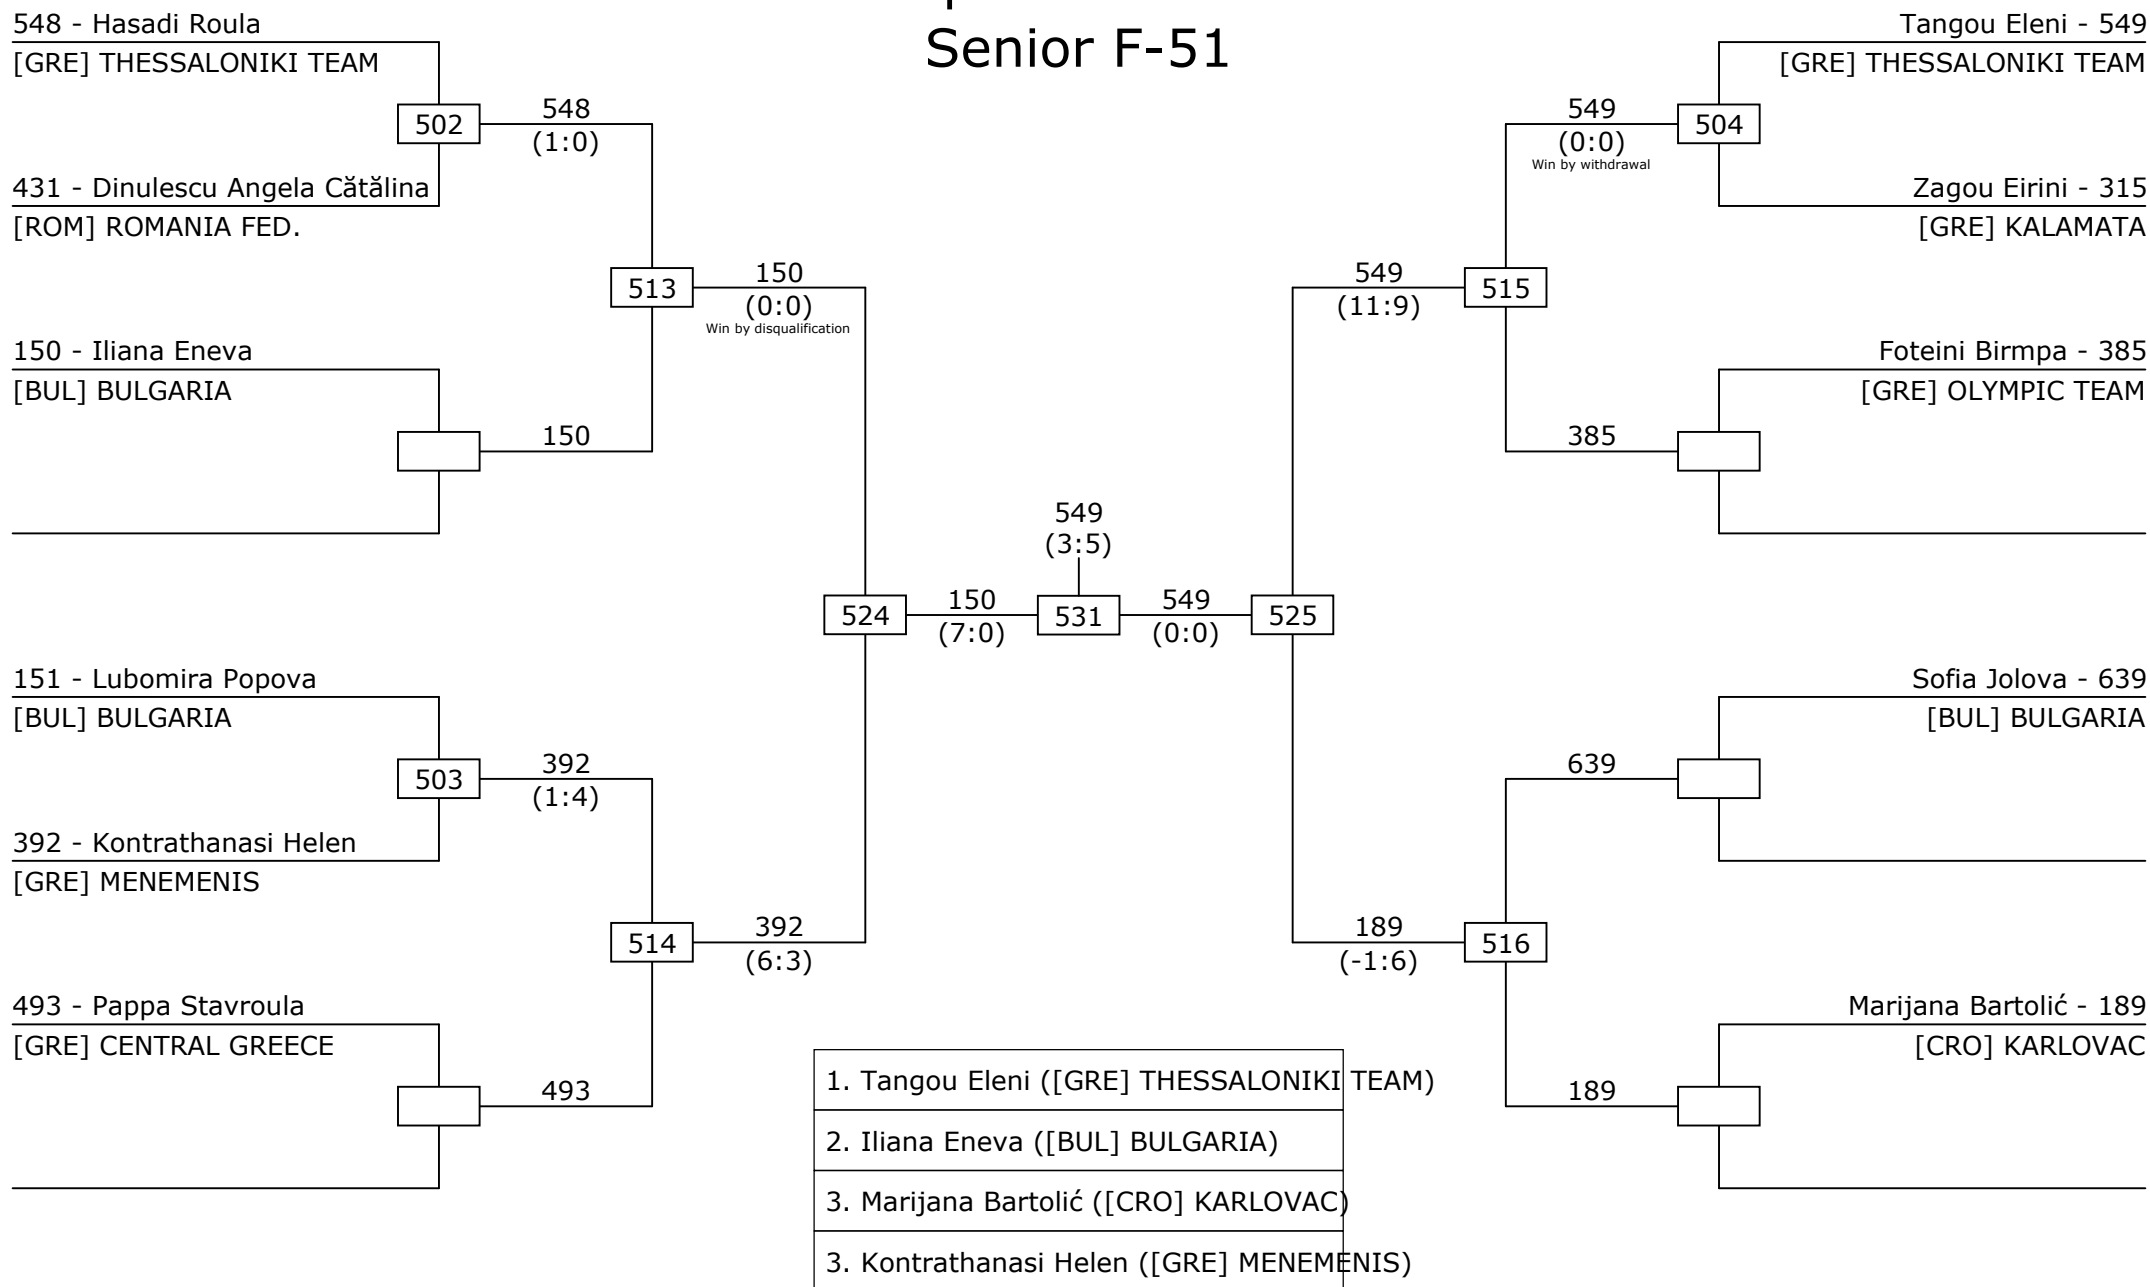 Senior F-51
548 - Hasadi Roula
[GRE] THESSALONIKI TEAM
502
548
(1:0)
431 - Dinulescu Angela Cătălina
[ROM] ROMANIA FED.
513
150
(0:0)
Win by disqualification
150 - Iliana Eneva
[BUL] BULGARIA
150
524
150
(7:0)
151 - Lubomira Popova
[BUL] BULGARIA
503
392
(1:4)
392 - Kontrathanasi Helen
[GRE] MENEMENIS
514
392
(6:3)
493 - Pappa Stavroula
[GRE] CENTRAL GREECE
493
549
(3:5)
531
Tangou Eleni - 549
[GRE] THESSALONIKI TEAM
549
(0:0)
Win by withdrawal
504
Zagou Eirini - 315
[GRE] KALAMATA
549
(11:9)
515
Foteini Birmpa - 385
[GRE] OLYMPIC TEAM
385
549
(0:0)
525
Sofia Jolova - 639
[BUL] BULGARIA
639
189
(-1:6)
516
Marijana Bartolić - 189
[CRO] KARLOVAC
189
1. Tangou Eleni ([GRE] THESSALONIKI TEAM)
2. Iliana Eneva ([BUL] BULGARIA)
3. Marijana Bartolić ([CRO] KARLOVAC)
3. Kontrathanasi Helen ([GRE] MENEMENIS)